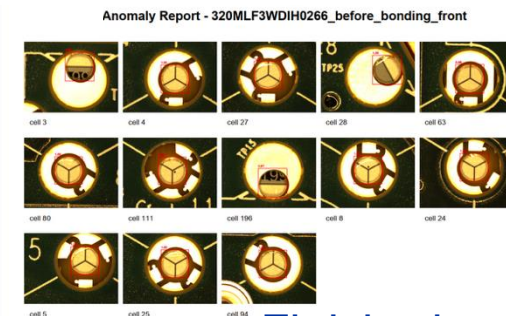 Anomaly Report - 320MLF3WDIH0266_before_bonding_front
8
TP25
cell 3
cell 4
cell 27
cell 28
cell 63
TP15
cell 80
cell 111
cell 196
cell 8
cell 24
5
cell 5
cell 25
cell 94